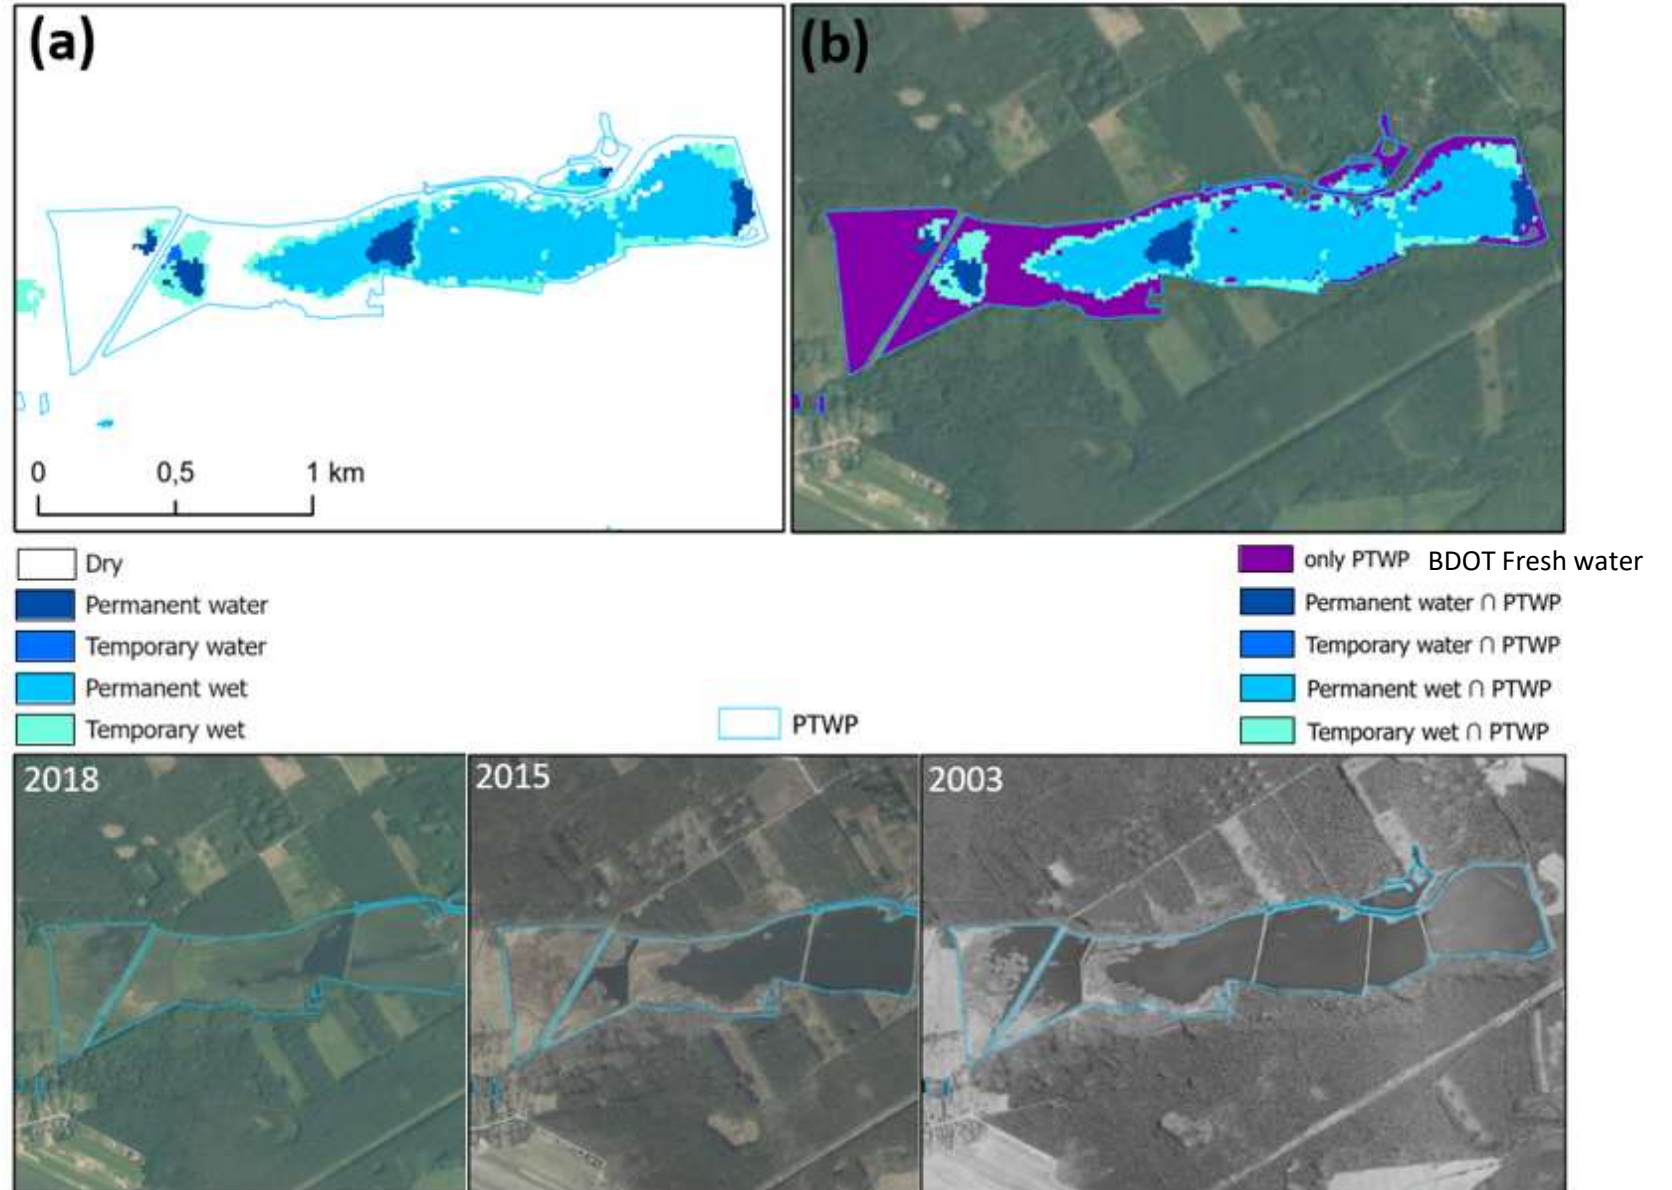 (a)
(b)
0 0,5 1 km
Dry
Permanent water
Temporary water
Permanent wet
Temporary wet
PTWP
only PTWP BDOT Fresh water
Permanent water ∩ PTWP
Temporary water ∩ PTWP
Permanent wet ∩ PTWP
Temporary wet ∩ PTWP
2018
2015
2003